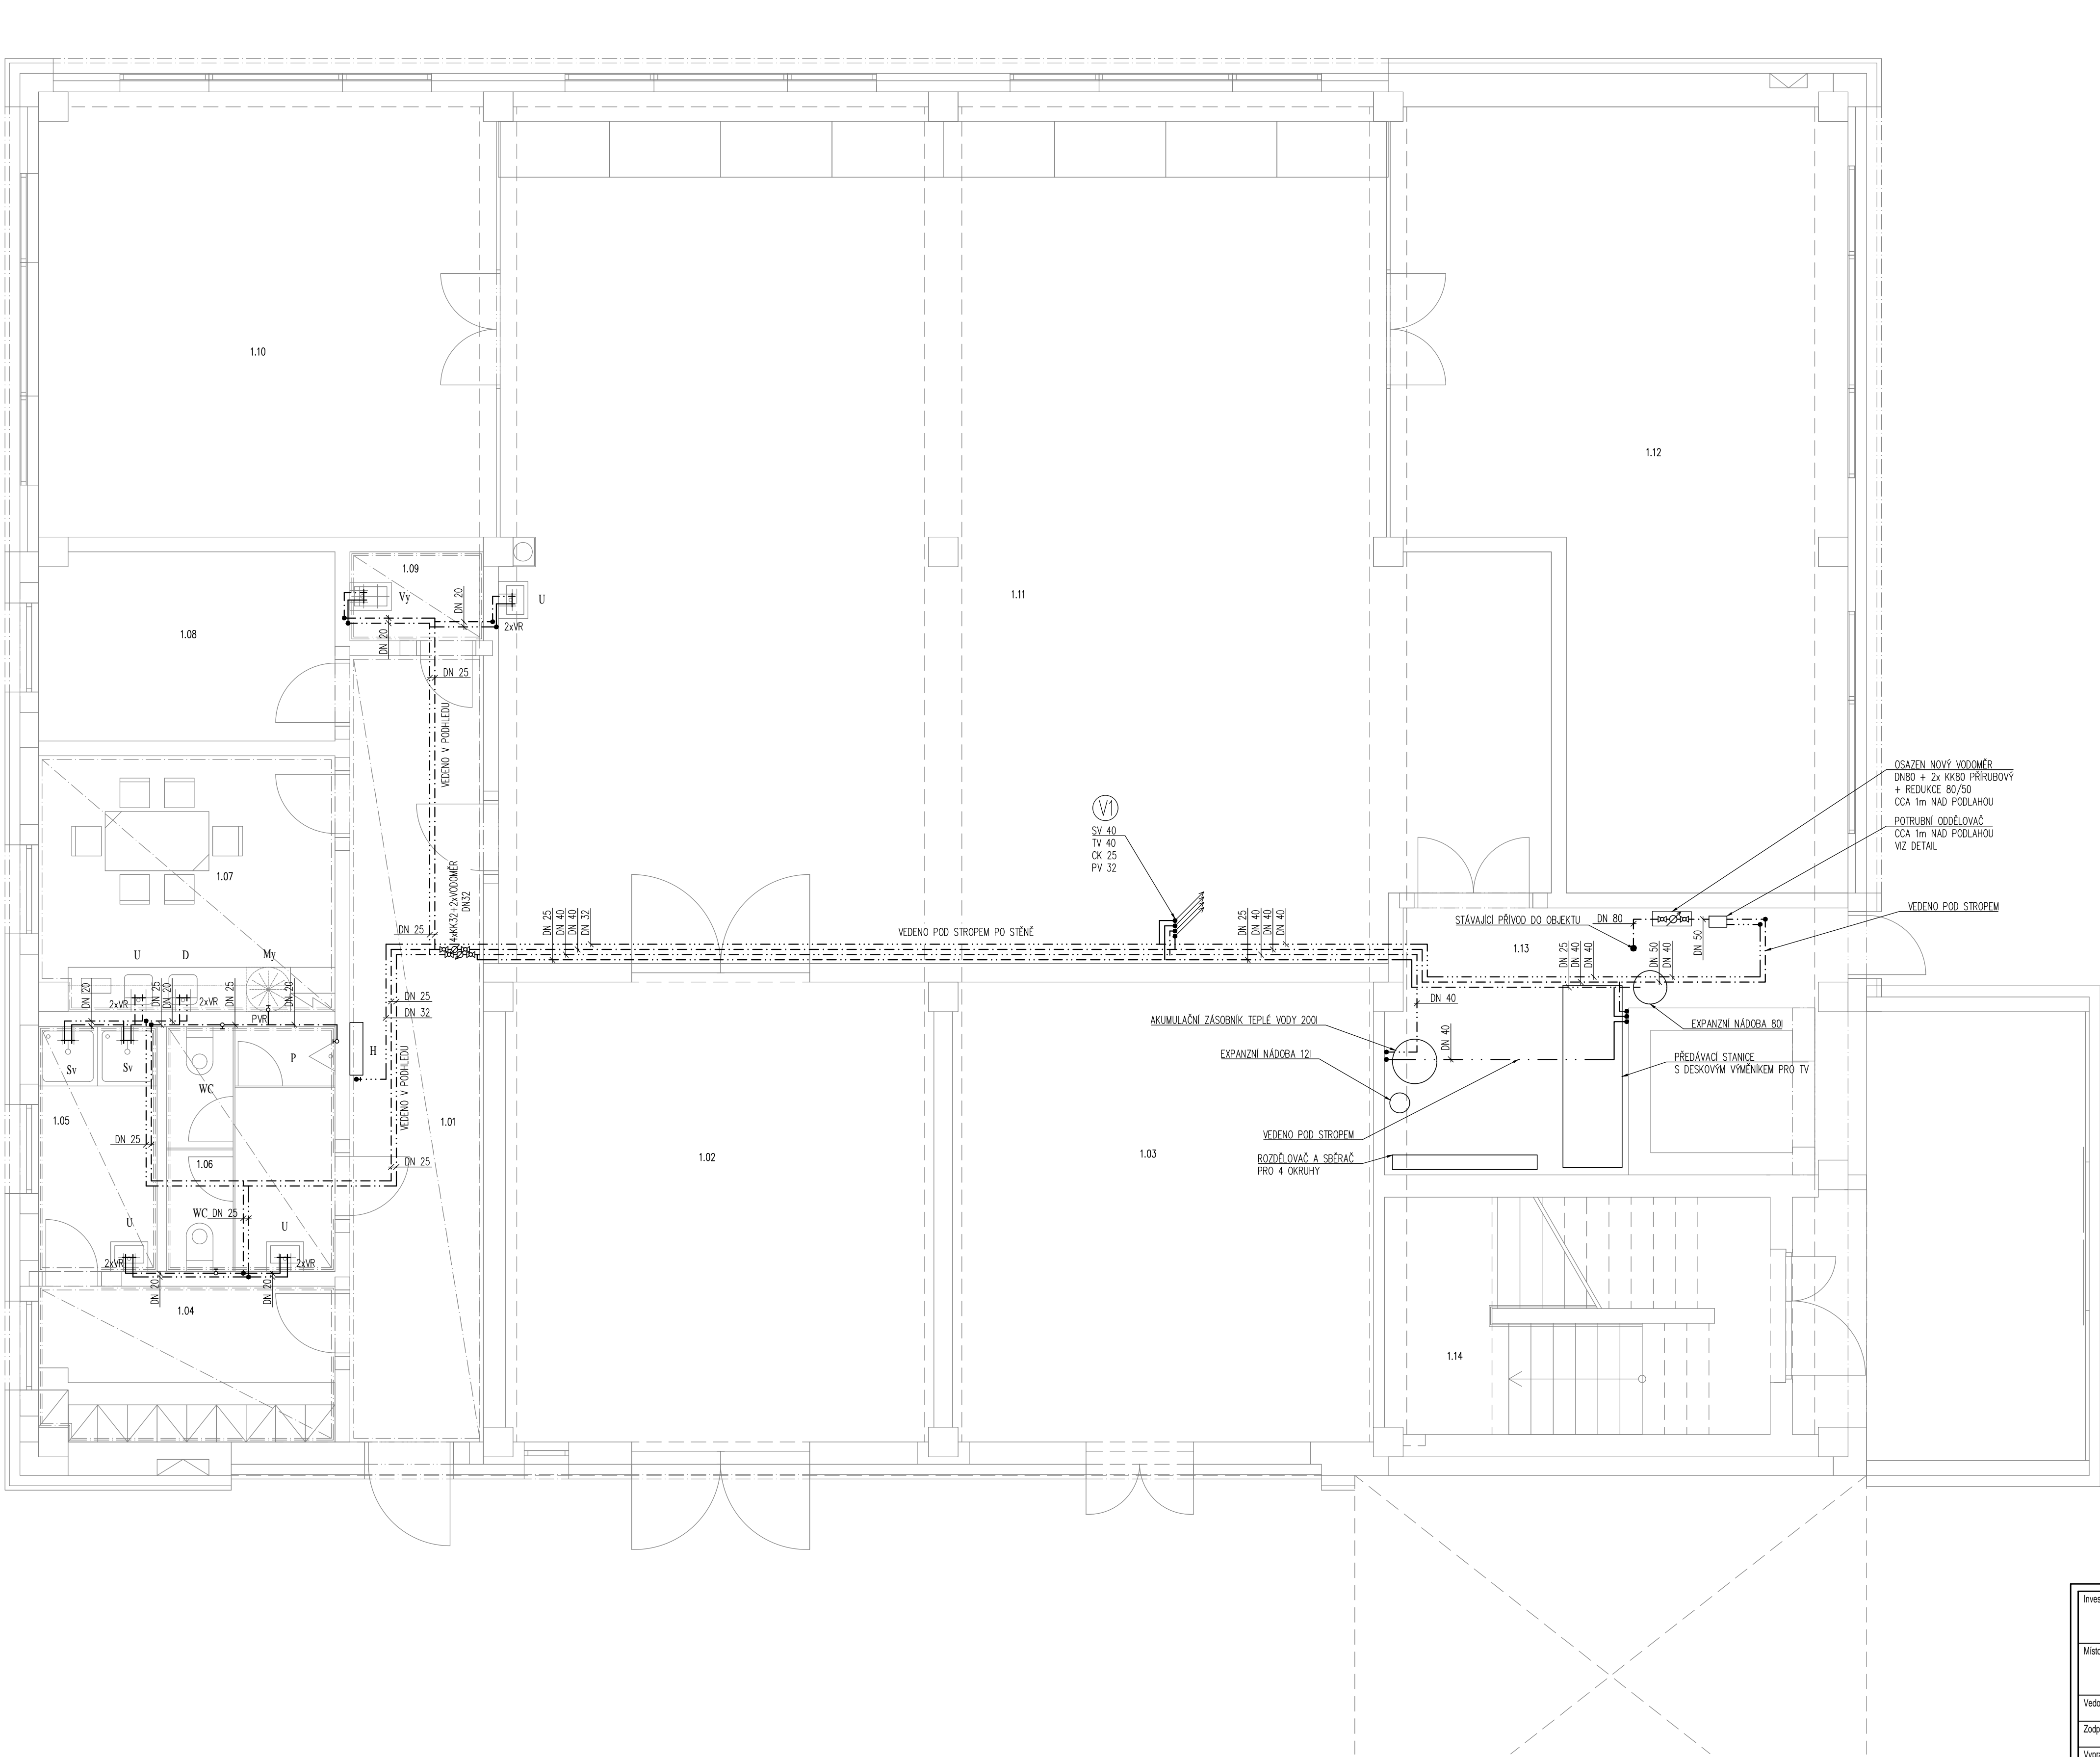 1.10
1.12
1.09
Vy
DN 20
U
2xVR
DN 20
1.11
1.08
DN 25
VEDENO V PODHLEDU
OSAZEN NOVÝ VODOMĚR
DN80 + 2x KK80 PŘÍRUBOVÝ
+ REDUKCE 80/50
CCA 1m NAD PODLAHOU
POTRUBNÍ ODDĚLOVAČ
CCA 1m NAD PODLAHOU
VIZ DETAIL
V1
SV 40
TV 40
CK 25
PV 32
1.07
4xKK32+2xVODOMĚR
DN32
DN 25
DN 25
DN 40
DN 40
DN 32
VEDENO POD STROPEM PO STĚNĚ
DN 25
DN 40
DN 40
DN 40
STÁVAJÍCÍ PŘÍVOD DO OBJEKTU
DN 80
VEDENO POD STROPEM
1.13
DN 50
DN 25
DN 40
DN 40
DN 50
DN 40
U
D
My
DN 20
2xVR
DN 25
DN 20
2xVR
DN 25
DN 20
PVR
DN 25
DN 32
DN 40
AKUMULAČNÍ ZÁSOBNÍK TEPLÉ VODY 200l
DN 40
EXPANZNÍ NÁDOBA 80l
EXPANZNÍ NÁDOBA 12l
PŘEDÁVACÍ STANICE
S DESKOVÝM VÝMĚNÍKEM PRO TV
Sv
Sv
WC
P
H
VEDENO V PODHLEDU
1.05
1.01
DN 25
1.06
DN 25
1.02
1.03
VEDENO POD STROPEM
ROZDĚLOVAČ A SBĚRAČ
PRO 4 OKRUHY
WC
DN 25
U
U
2xVR
2xVR
DN 20
DN 20
1.04
1.14